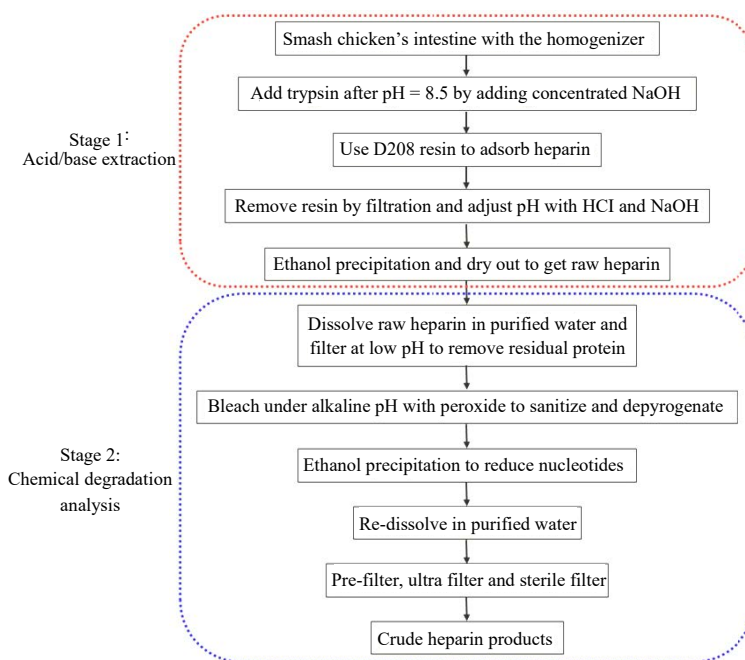 Smash chicken’s intestine with the homogenizer
Add trypsin after pH = 8.5 by adding concentrated NaOH
Stage 1:
Acid/base extraction
Use D208 resin to adsorb heparin
Remove resin by filtration and adjust pH with HCI and NaOH
Ethanol precipitation and dry out to get raw heparin
Dissolve raw heparin in purified water and
filter at low pH to remove residual protein
Bleach under alkaline pH with peroxide to sanitize and depyrogenate
Stage 2:
Chemical degradation
analysis
Ethanol precipitation to reduce nucleotides
Re-dissolve in purified water
Pre-filter, ultra filter and sterile filter
Crude heparin products